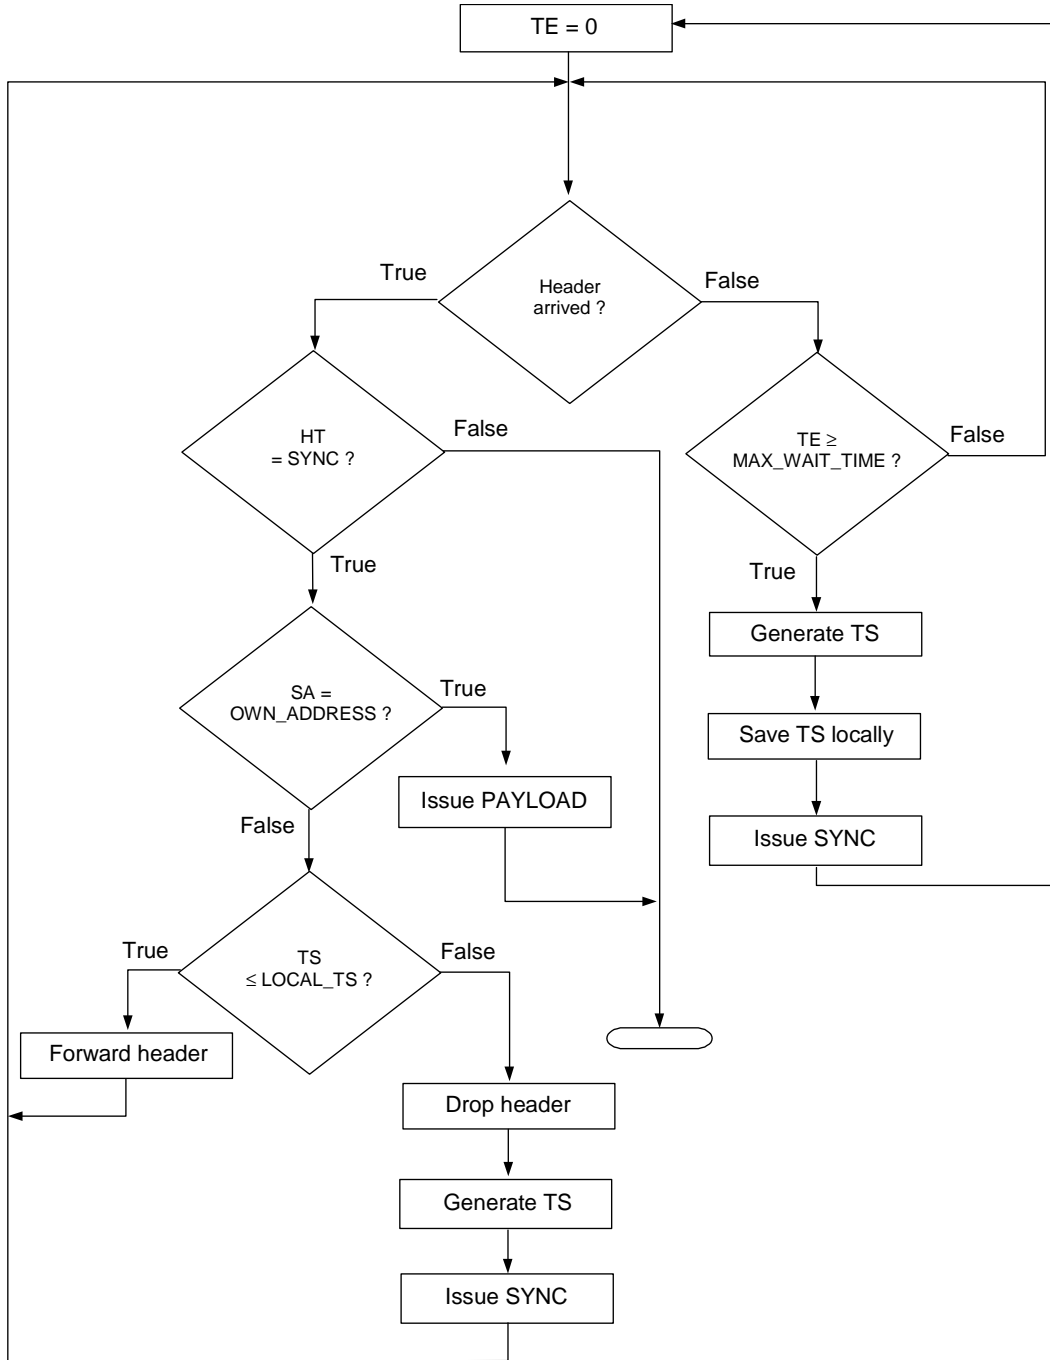 TE = 0
Header
arrived ?
True
False
HT
= SYNC ?
False
True
TE ≥
MAX_WAIT_TIME ?
False
True
Generate TS
Save TS locally
Issue SYNC
SA =
OWN_ADDRESS ?
True
Issue PAYLOAD
False
TS
≤ LOCAL_TS ?
True
False
Forward header
Drop header
Generate TS
Issue SYNC